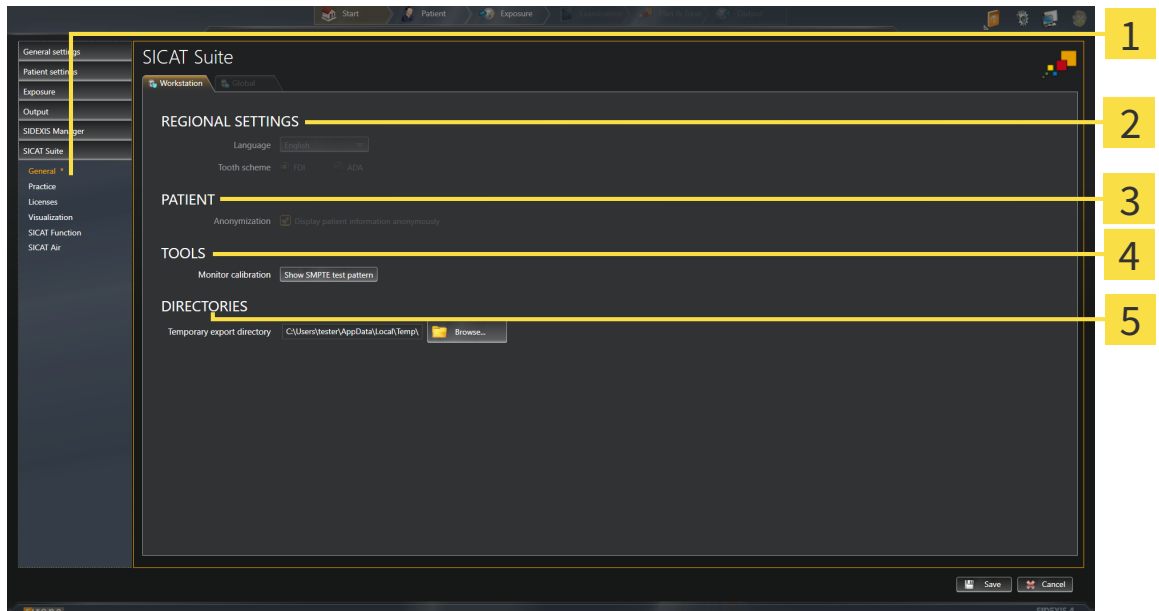 Start Patient Exposure
1
General settings
Patient settings
Exposure
Output
SIDEXIS Manager
SICAT Suite
General *
Practice
Licenses
Visualization
SICAT Function
SICAT Air
SICAT Suite
Workstation Global
REGIONAL SETTINGS
2
Language English
Tooth scheme FDI ADA
PATIENT
3
Anonymization Display patient information anonymously
TOOLS
4
Monitor calibration Show SMPTE test pattern
DIRECTORIES
5
Temporary export directory C:\Users\tester\AppData\Local\Temp\ Browse...
Save Cancel
SIDEXIS 4